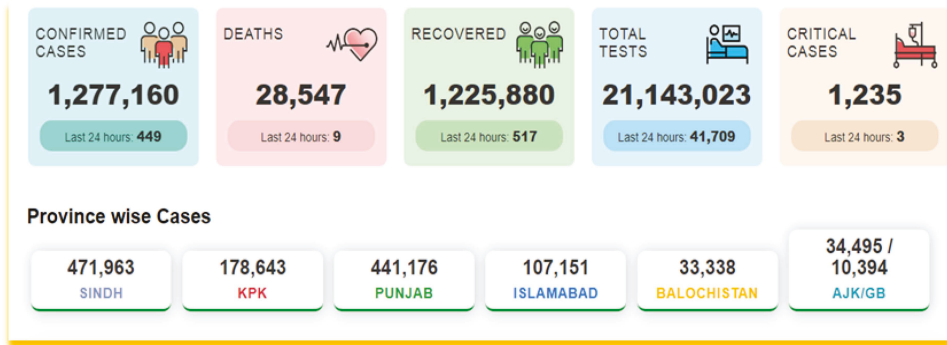 CONFIRMED
CASES
1,277,160
Last 24 hours: 449
DEATHS
28,547
Last 24 hours: 9
RECOVERED
1,225,880
Last 24 hours: 517
TOTAL
TESTS
21,143,023
Last 24 hours: 41,709
CRITICAL
CASES
1,235
Last 24 hours: 3
Province wise Cases
471,963
SINDH
178,643
KPK
441,176
PUNJAB
107,151
ISLAMABAD
33,338
BALOCHISTAN
34,495 /
10,394
AJK/GB